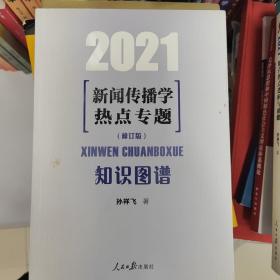 2021
新闻传播学
热点专题
（修订版）
XINWEN CHUANBOXUE
知识图谱
孙祥飞 著
人民日报出版社